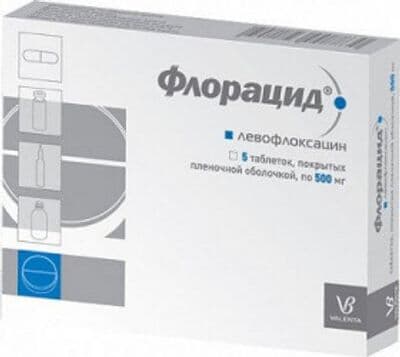 Флорацид®
левофлоксацин
5 таблеток, покрытых
пленочной оболочкой, по 500 мг
VALENTA